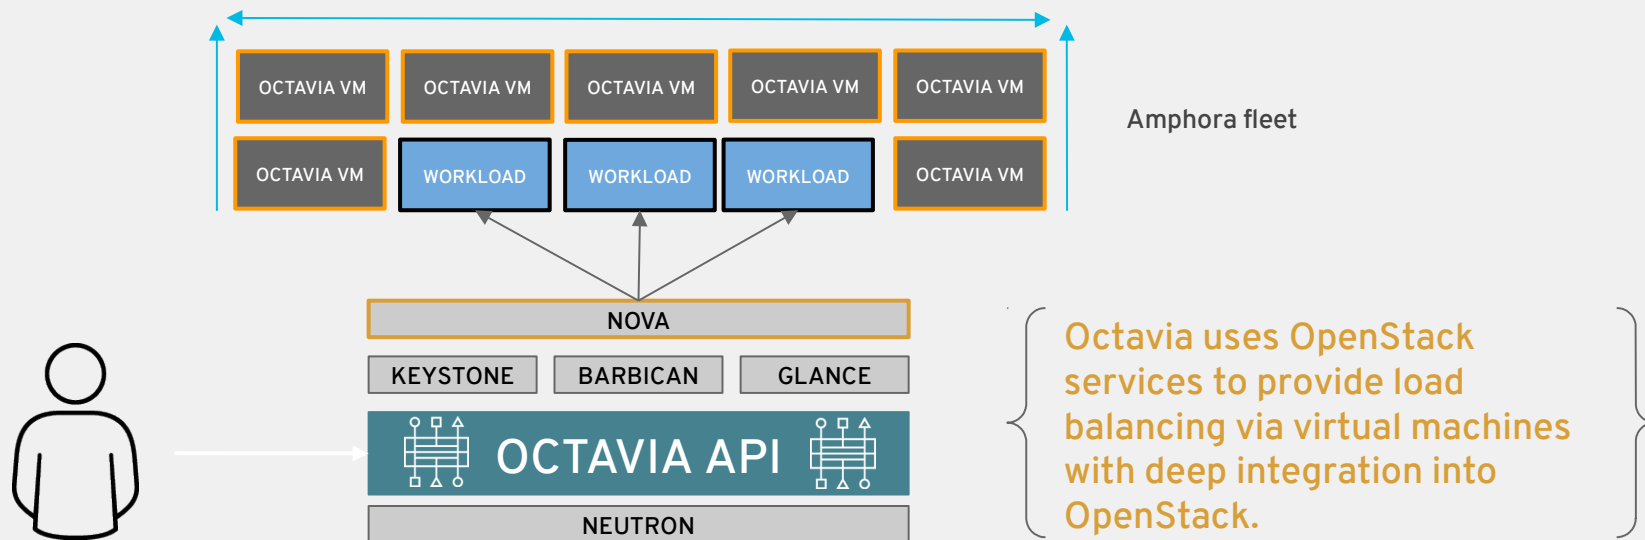 OCTAVIA VM
OCTAVIA VM
OCTAVIA VM
OCTAVIA VM
OCTAVIA VM
Amphora fleet
OCTAVIA VM
WORKLOAD
WORKLOAD
WORKLOAD
OCTAVIA VM
NOVA
KEYSTONE
BARBICAN
GLANCE
OCTAVIA API
NEUTRON
Octavia uses OpenStack
services to provide load
balancing via virtual machines
with deep integration into
OpenStack.